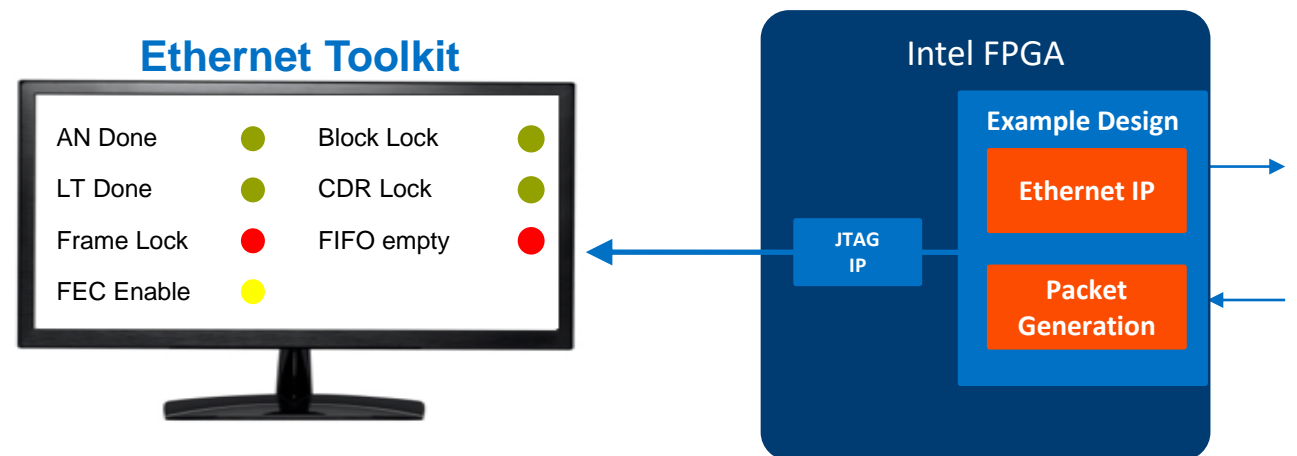 Ethernet Toolkit
AN Done
Block Lock
LT Done
CDR Lock
Frame Lock
FIFO empty
FEC Enable
Intel FPGA
Example Design
Ethernet IP
JTAG
IP
Packet
Generation